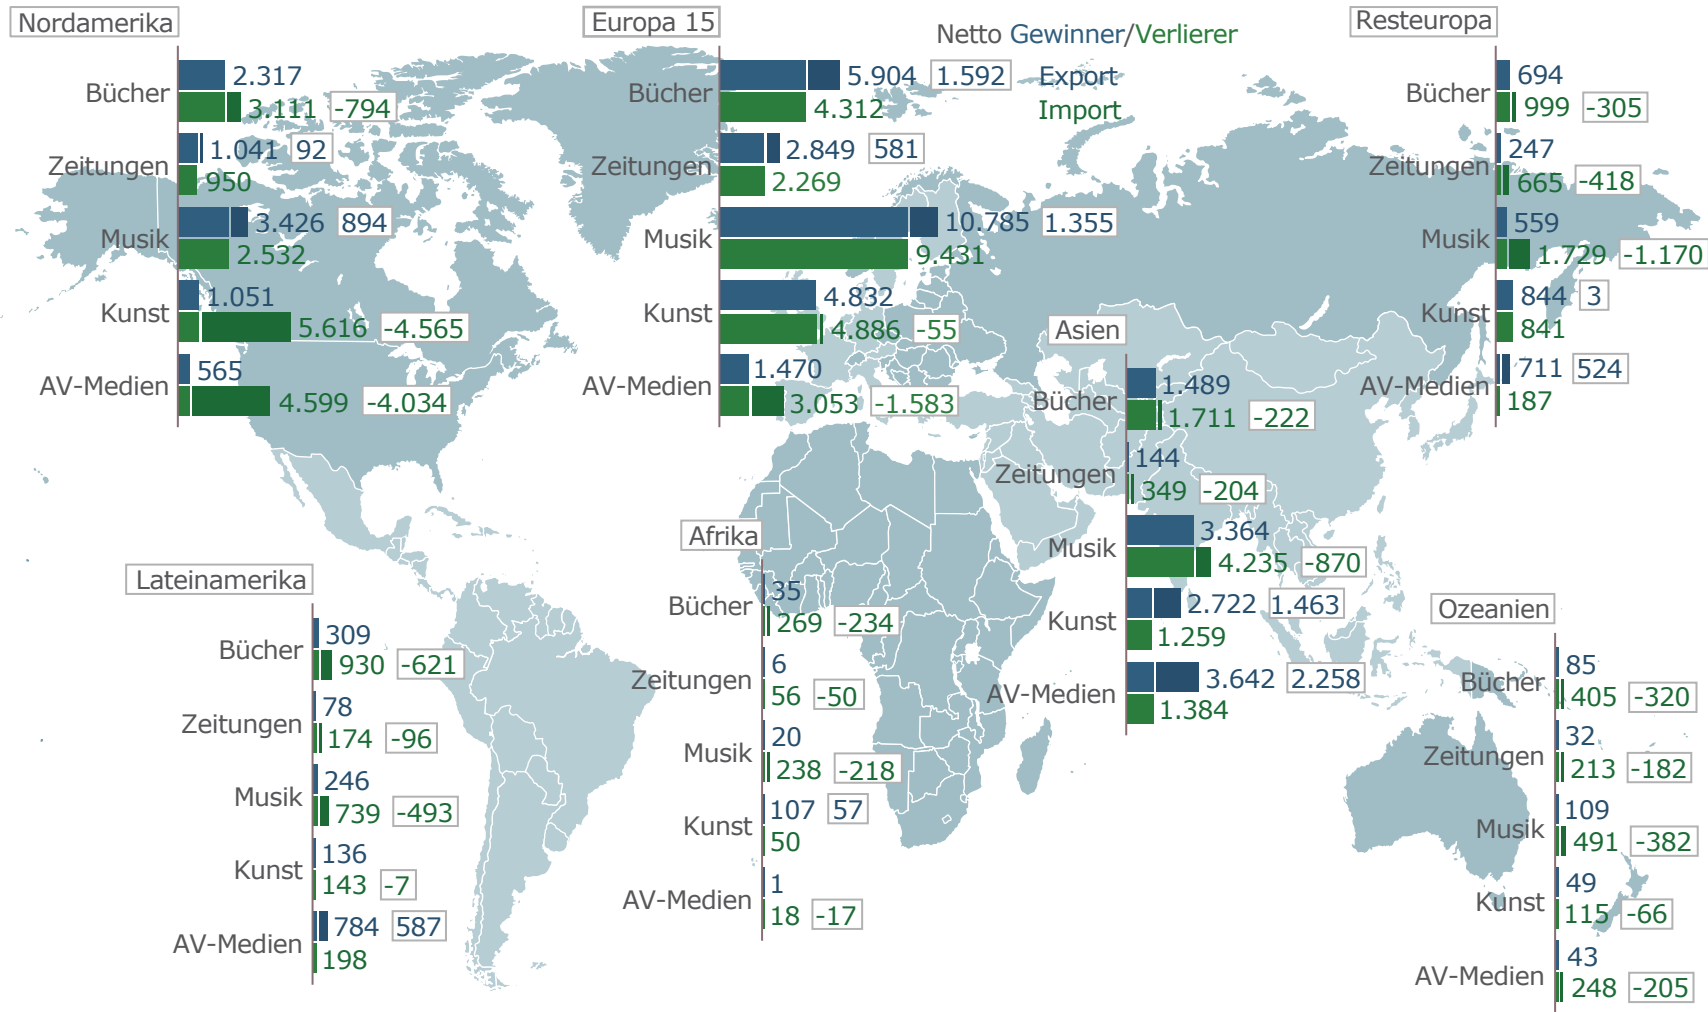 Nordamerika
Bücher
2.317
3.111 -794
Zeitungen
1.041 92
950
Musik
3.426 894
2.532
Kunst
1.051
5.616 -4.565
AV-Medien
565
4.599 -4.034
Europa 15
Netto Gewinner/Verlierer
Export
Import
Bücher
5.904 1.592
4.312
Zeitungen
2.849 581
2.269
Musik
10.785 1.355
9.431
Kunst
4.832
4.886 -55
AV-Medien
1.470
3.053 -1.583
Resteuropa
Bücher
694
999 -305
Zeitungen
247
665 -418
Musik
559
1.729 -1.170
Kunst
844 3
841
AV-Medien
711 524
187
Asien
Bücher
1.489
1.711 -222
Zeitungen
144
349 -204
Musik
3.364
4.235 -870
Kunst
2.722 1.463
1.259
AV-Medien
3.642 2.258
1.384
Lateinamerika
Bücher
309
930 -621
Zeitungen
78
174 -96
Musik
246
739 -493
Kunst
136
143 -7
AV-Medien
784 587
198
Afrika
Bücher
35
269 -234
Zeitungen
6
56 -50
Musik
20
238 -218
Kunst
107 57
50
AV-Medien
1
18 -17
Ozeanien
Bücher
85
405 -320
Zeitungen
32
213 -182
Musik
109
491 -382
Kunst
49
115 -66
AV-Medien
43
248 -205